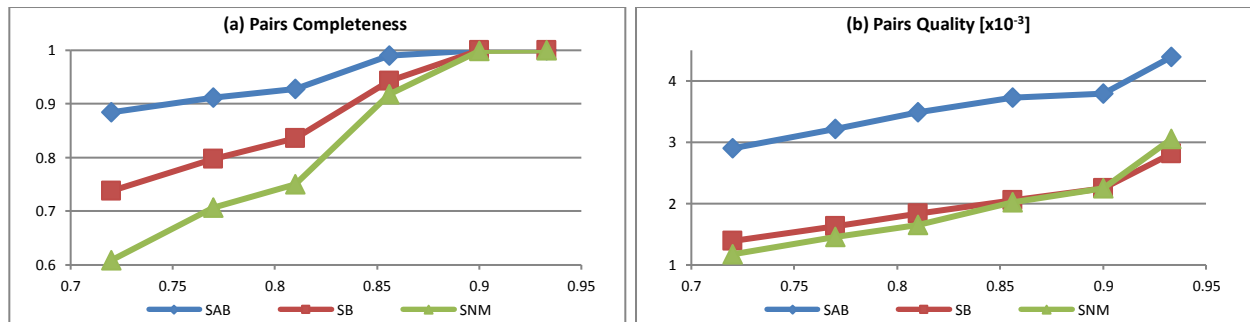 (a) Pairs Completeness
1
0.9
0.8
0.7
0.6
0.7 0.75 0.8 0.85 0.9 0.95
SAB SB SNM
(b) Pairs Quality [x10⁻³]
4
3
2
1
0.7 0.75 0.8 0.85 0.9 0.95
SAB SB SNM